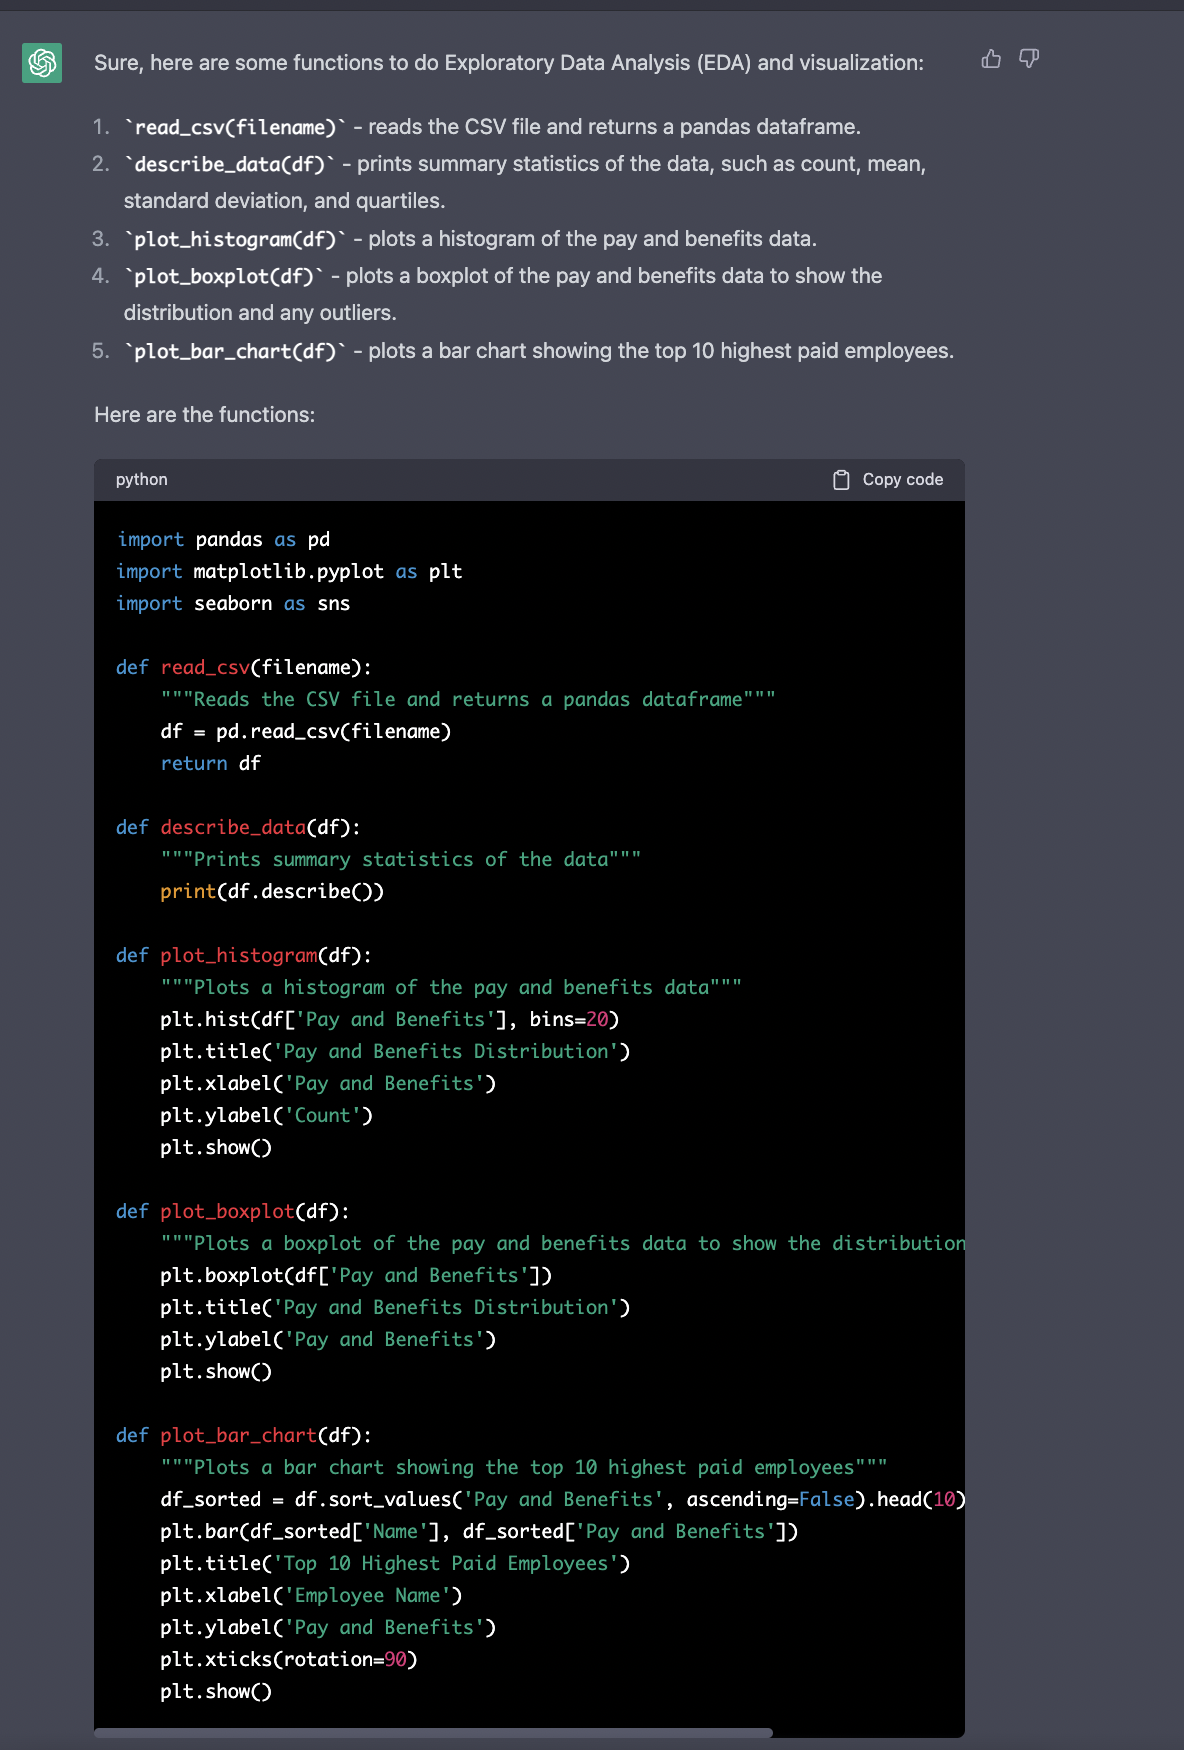 Sure, here are some functions to do Exploratory Data Analysis (EDA) and visualization:
1. `read_csv(filename)` - reads the CSV file and returns a pandas dataframe.
2. `describe_data(df)` - prints summary statistics of the data, such as count, mean,
standard deviation, and quartiles.
3. `plot_histogram(df)` - plots a histogram of the pay and benefits data.
4. `plot_boxplot(df)` - plots a boxplot of the pay and benefits data to show the
distribution and any outliers.
5. `plot_bar_chart(df)` - plots a bar chart showing the top 10 highest paid employees.
Here are the functions:
python Copy code
import pandas as pd
import matplotlib.pyplot as plt
import seaborn as sns
def read_csv(filename):
    """Reads the CSV file and returns a pandas dataframe"""
    df = pd.read_csv(filename)
    return df
def describe_data(df):
    """Prints summary statistics of the data"""
    print(df.describe())
def plot_histogram(df):
    """Plots a histogram of the pay and benefits data"""
    plt.hist(df['Pay and Benefits'], bins=20)
    plt.title('Pay and Benefits Distribution')
    plt.xlabel('Pay and Benefits')
    plt.ylabel('Count')
    plt.show()
def plot_boxplot(df):
    """Plots a boxplot of the pay and benefits data to show the distribution
    plt.boxplot(df['Pay and Benefits'])
    plt.title('Pay and Benefits Distribution')
    plt.ylabel('Pay and Benefits')
    plt.show()
def plot_bar_chart(df):
    """Plots a bar chart showing the top 10 highest paid employees"""
    df_sorted = df.sort_values('Pay and Benefits', ascending=False).head(10)
    plt.bar(df_sorted['Name'], df_sorted['Pay and Benefits'])
    plt.title('Top 10 Highest Paid Employees')
    plt.xlabel('Employee Name')
    plt.ylabel('Pay and Benefits')
    plt.xticks(rotation=90)
    plt.show()